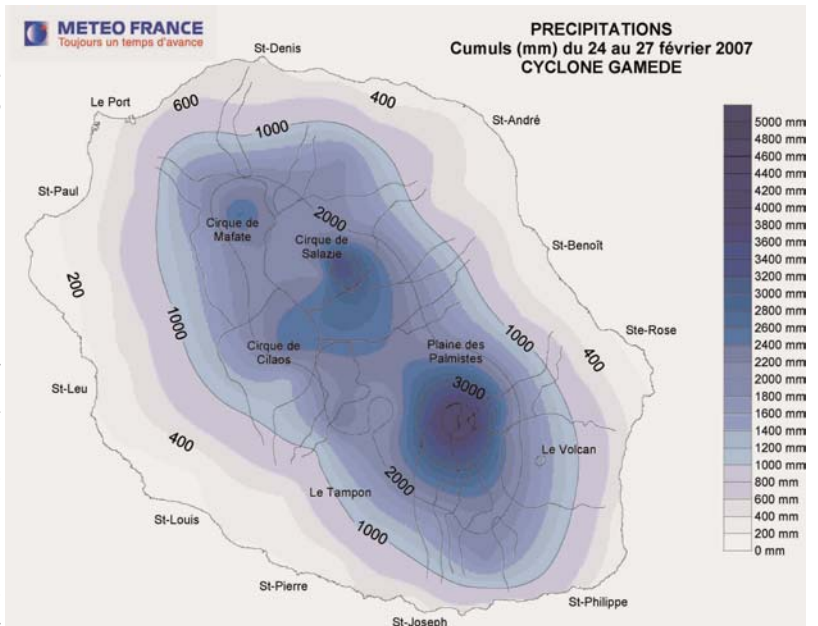 METEO FRANCE
Toujours un temps d'avance
PRECIPITATIONS
Cumuls (mm) du 24 au 27 février 2007
CYCLONE GAMEDE
St-Denis
Le Port
600
400
1000
St-André
St-Paul
Cirque de
Mafate
2000
Cirque de
Salazie
St-Benoît
200
1000
Cirque de
Cilaos
Plaine des
Palmistes
1000
Ste-Rose
400
St-Leu
3000
400
Le Volcan
2000
Le Tampon
1000
St-Louis
St-Pierre
St-Philippe
St-Joseph
5000 mm
4800 mm
4600 mm
4400 mm
4200 mm
4000 mm
3800 mm
3600 mm
3400 mm
3200 mm
3000 mm
2800 mm
2600 mm
2400 mm
2200 mm
2000 mm
1800 mm
1600 mm
1400 mm
1200 mm
1000 mm
800 mm
600 mm
400 mm
200 mm
0 mm